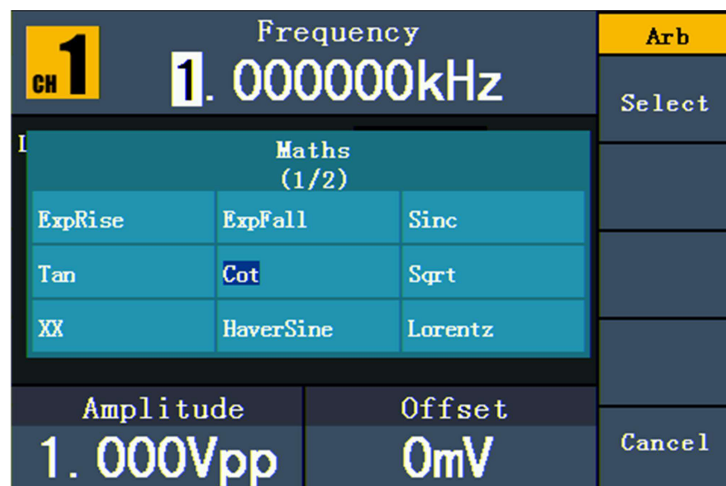 CH 1
Frequency
1.000000kHz
Arb
Select
L
Maths
(1/2)
ExpRise ExpFall Sinc
Tan Cot Sqrt
XX HaverSine Lorentz
Amplitude Offset
1.000Vpp 0mV
Cancel